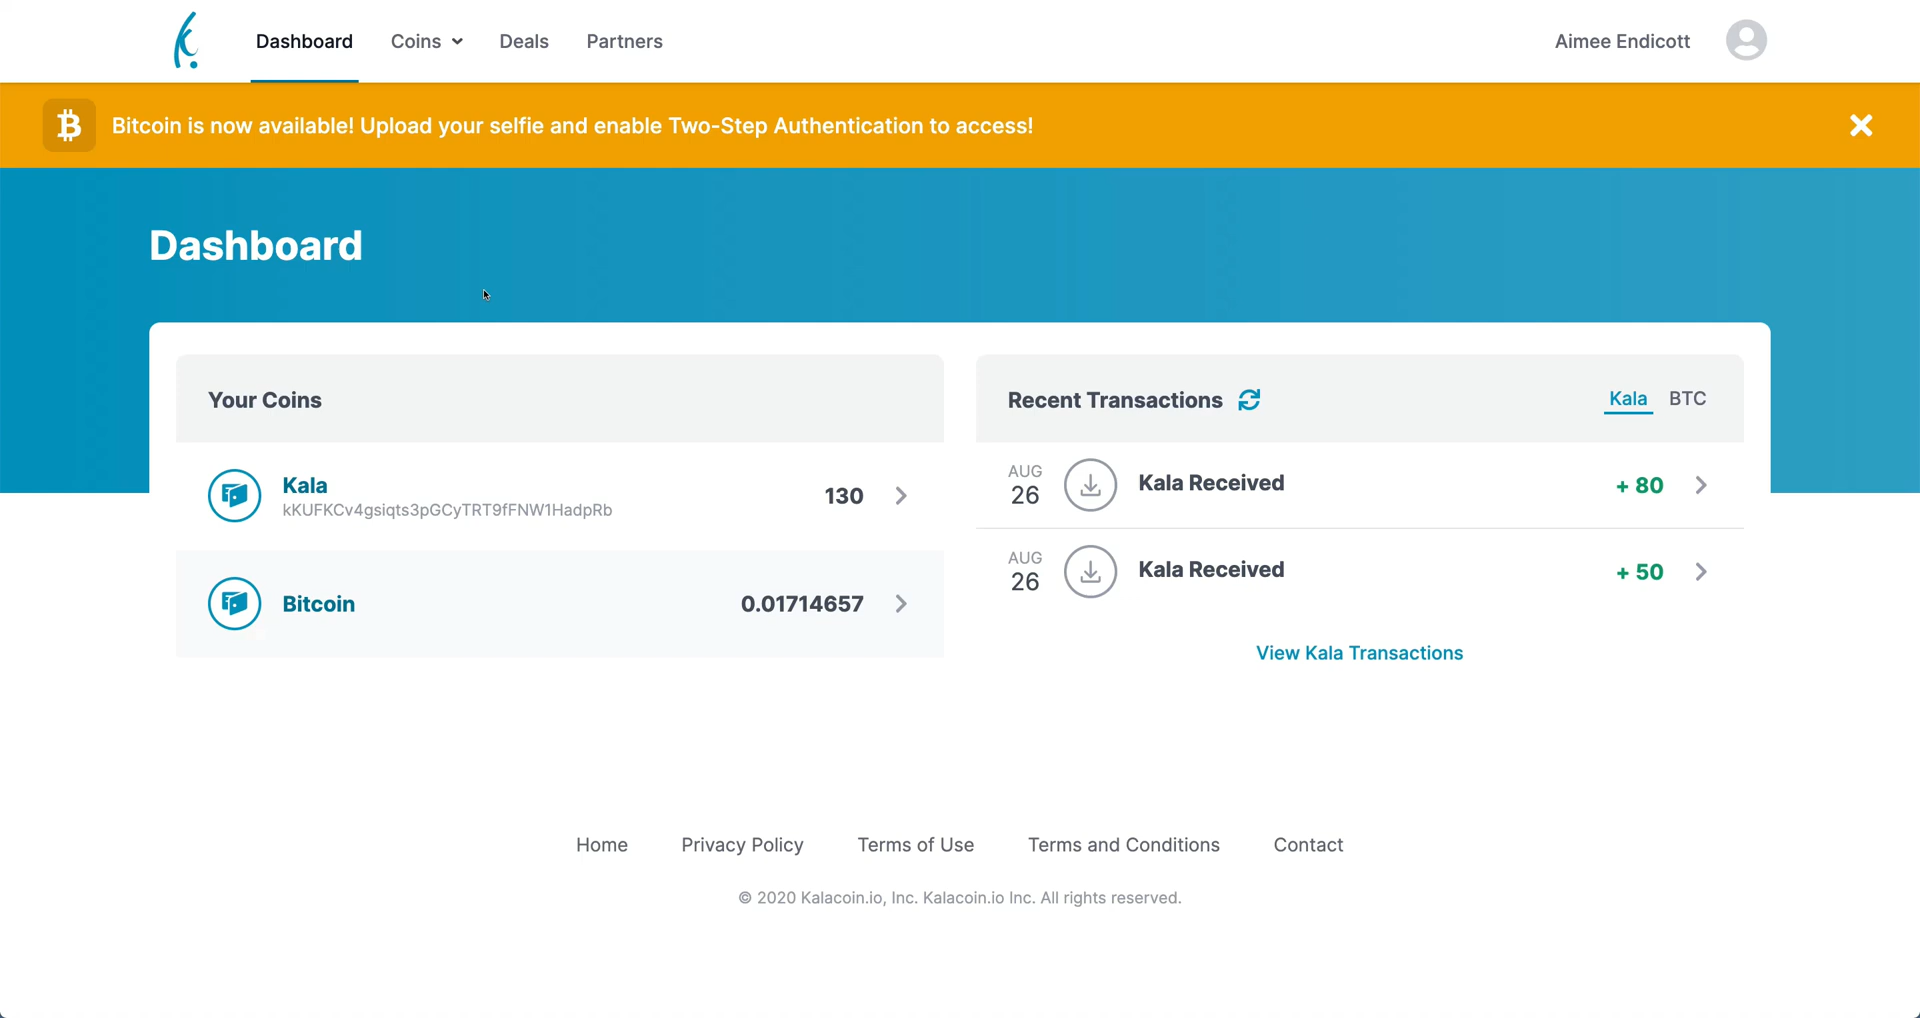 Dashboard
Coins
Deals
Partners
Aimee Endicott
Bitcoin is now available! Upload your selfie and enable Two-Step Authentication to access!
Dashboard
Your Coins
Kala
kKUFKCv4gsiqts3pGCyTRT9fFNW1HadpRb
130
Bitcoin
0.01714657
Recent Transactions
Kala
BTC
AUG
26
Kala Received
+ 80
AUG
26
Kala Received
+ 50
View Kala Transactions
Home
Privacy Policy
Terms of Use
Terms and Conditions
Contact
© 2020 Kalacoin.io, Inc. Kalacoin.io Inc. All rights reserved.